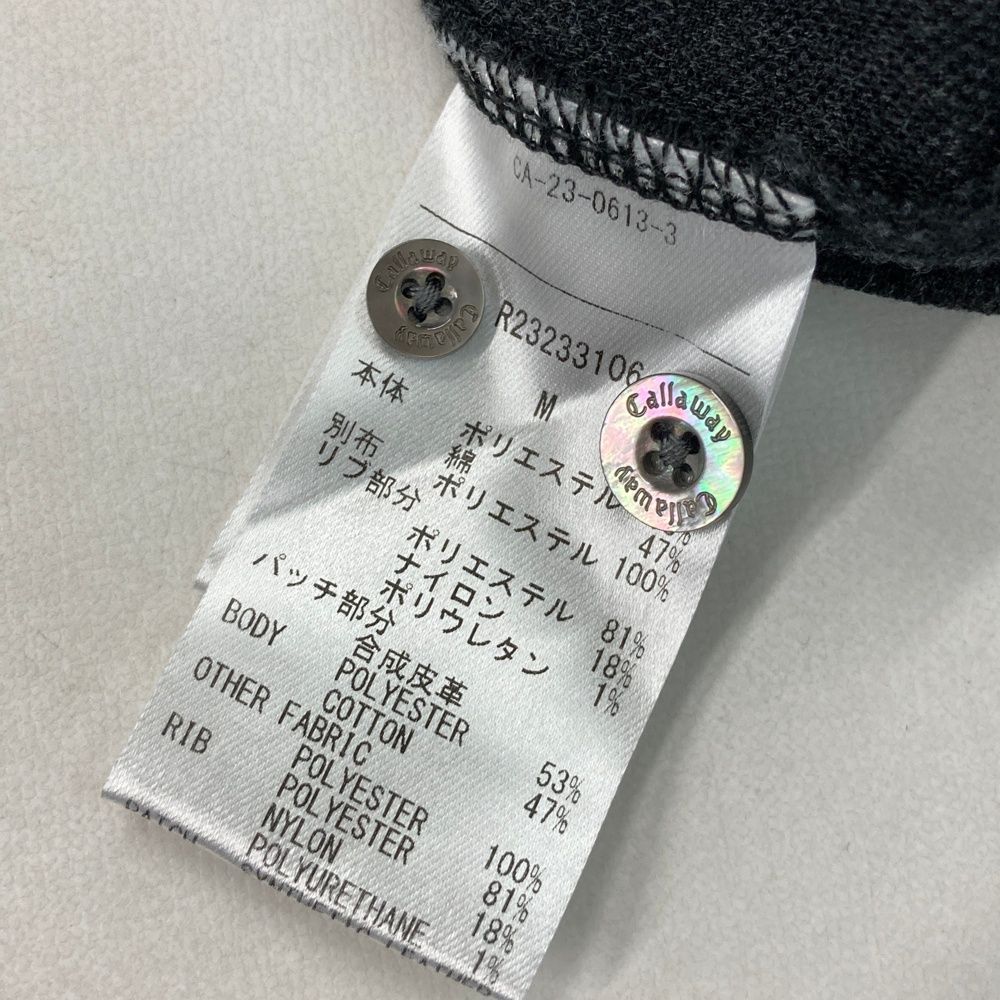 CA-23-0613-3
R23233106
M
Callaway
Callaway
Callaway
Callaway
本体
ポリエステル
綿 47%
別布
ポリエステル 100%
リブ部分
ポリエステル 81%
ナイロン 18%
ポリウレタン 1%
パッチ部分
合成皮革
BODY
POLYESTER 53%
COTTON 47%
OTHER FABRIC
POLYESTER 100%
RIB
POLYESTER 81%
NYLON 18%
POLYURETHANE 1%